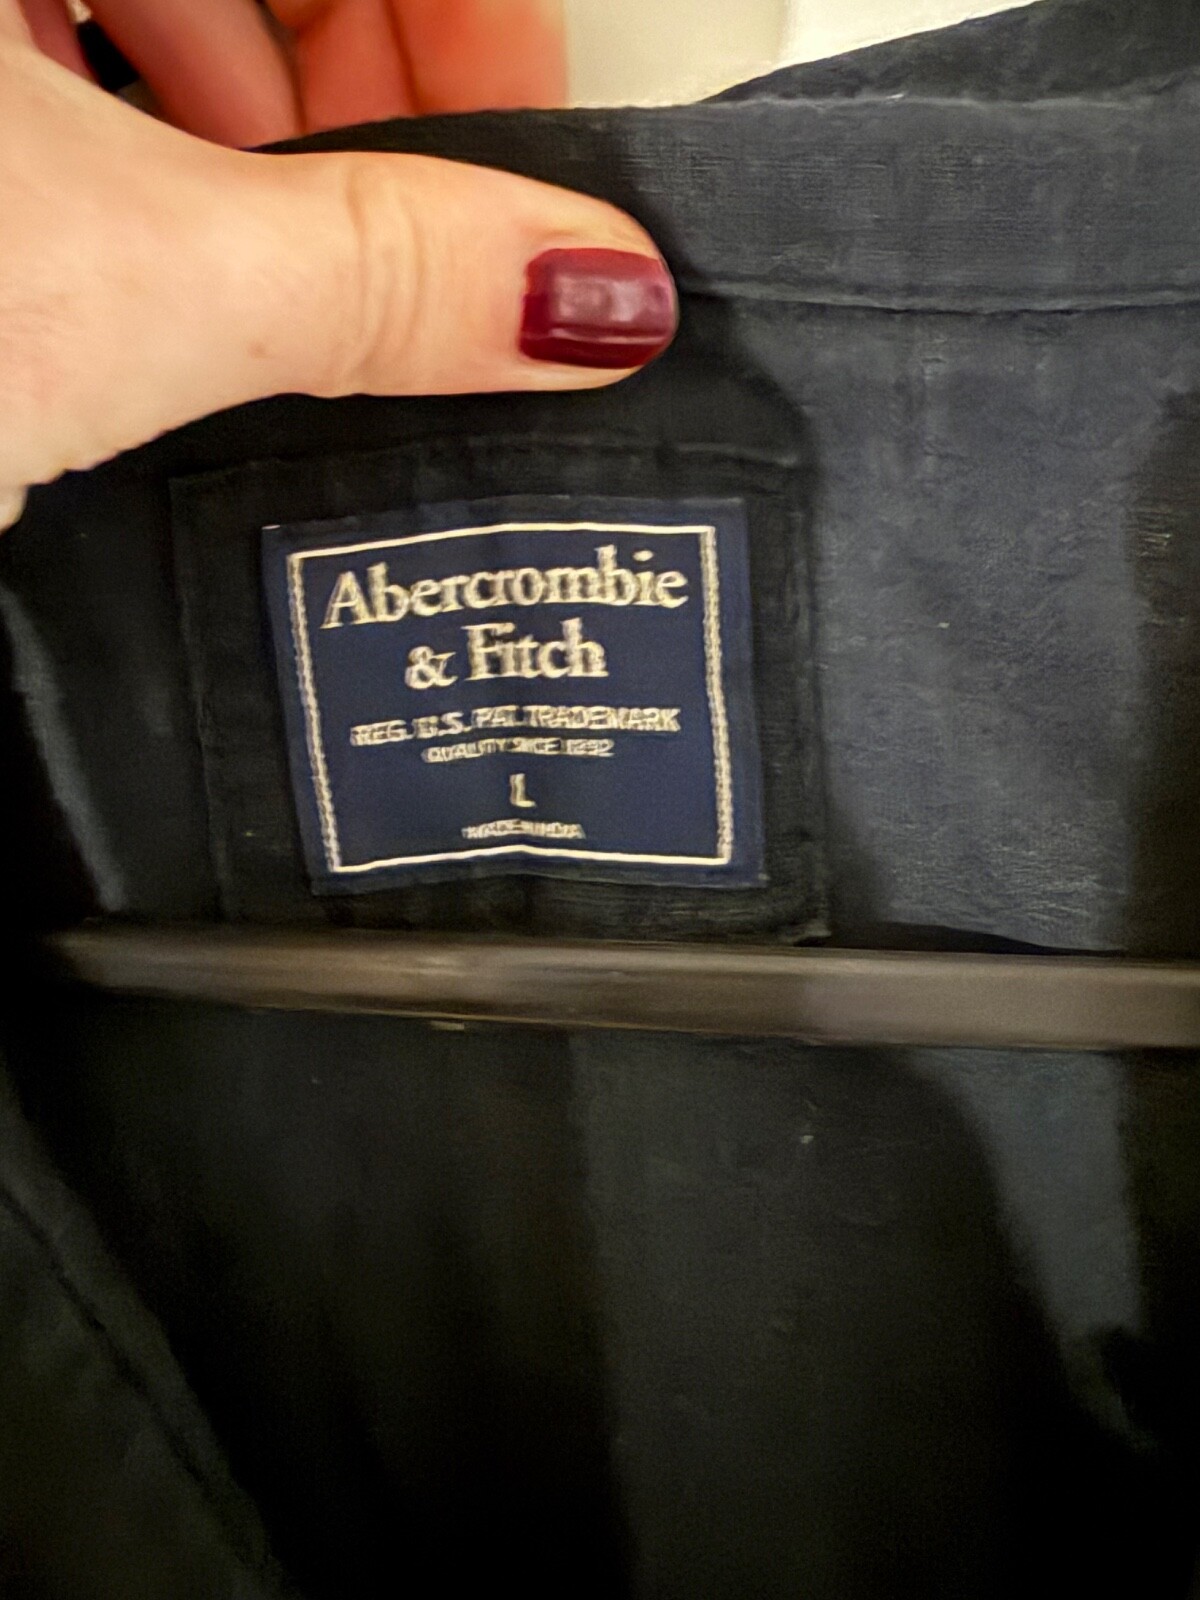 Abercrombie
& Fitch
REG. U.S. PAT. TRADEMARK
QUALITY SINCE 1892
L
MADE IN INDIA